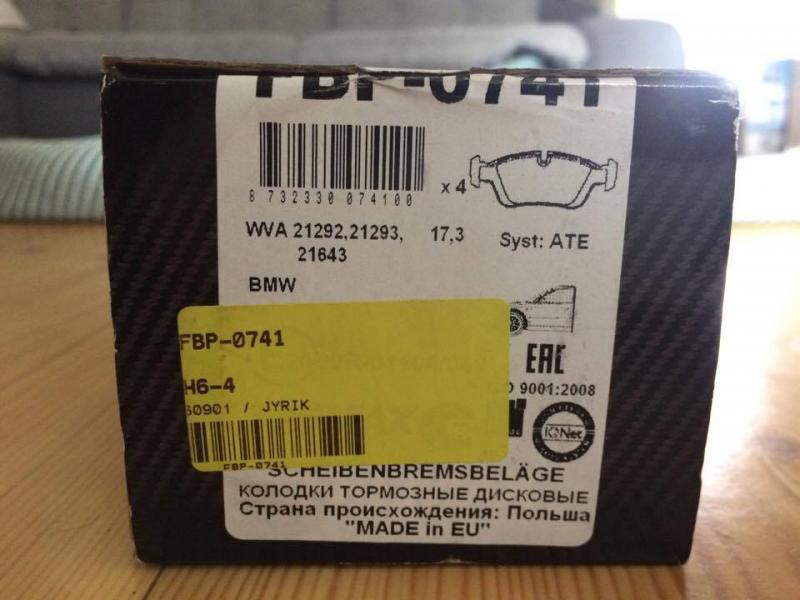 FBP-0741
8 732330 074100
x 4
WVA 21292,21293, 17,3
21643
Syst: ATE
BMW
FBP-0741
H6-4
60901 / JYRIK
FBP-0741
EAC
9001:2008
IQNet
SCHEIBENBREMSBELÄGE
КОЛОДКИ ТОРМОЗНЫЕ ДИСКОВЫЕ
Страна происхождения: Польша
"MADE in EU"